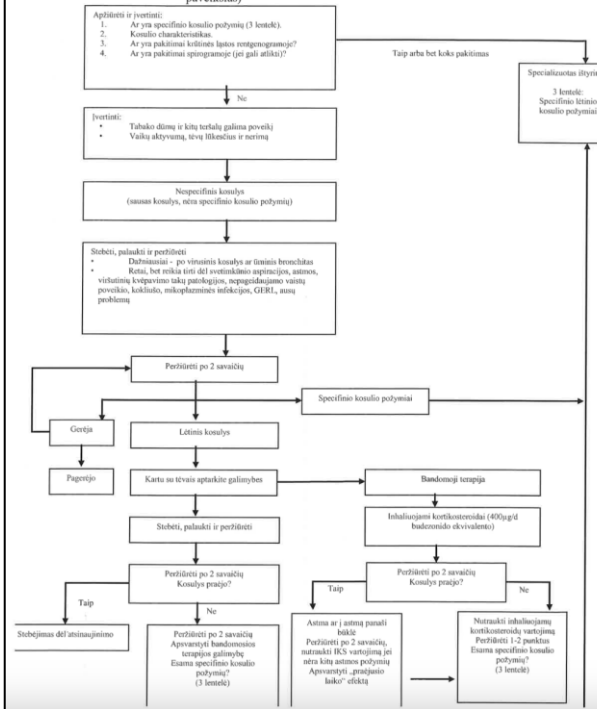 Apžiūrėti ir įvertinti:
1. Ar yra specifinio kosulio požymių (3 lentelė).
2. Kosulio charakteristikas.
3. Ar yra pakitimai krūtinės ląstos rentgenogramoje?
4. Ar yra pakitimai spirogramoje (jei gali atlikti)?
Taip arba bet koks pakitimas
Specializuotas ištyrim
3 lentelė:
Specifinio lėtinio
kosulio požymiai
Ne
Įvertinti:
• Tabako dūmų ir kitų teršalų galima poveikį
• Vaikų aktyvumą, tėvų lūkesčius ir nerimą
Nespecifinis kosulys
(sausas kosulys, nėra specifinio kosulio požymių)
Stebėti, palaukti ir peržiūrėti
• Dažniausiai - po virusinis kosulys ar ūminis bronchitas
• Retai, bet reikia tirti dėl svetimkūnio aspiracijos, astmos,
viršutinių kvėpavimo takų patologijos, nepageidaujamo vaistų
poveikio, kokliušo, mikoplazminės infekcijos, GERL, ausų
problemų
Peržiūrėti po 2 savaičių
Specifinio kosulio požymiai
Gerėja
Lėtinis kosulys
Pagerėjo
Kartu su tėvais aptarkite galimybes
Bandomoji terapija
Stebėti, palaukti ir peržiūrėti
Inhaliuojami kortikosteroidai (400µg/d
budezonido ekvivalento)
Peržiūrėti po 2 savaičių
Kosulys praėjo?
Peržiūrėti po 2 savaičių
Kosulys praėjo?
Taip
Ne
Taip
Ne
Stebėjimas dėl atsinaujinimo
Peržiūrėti po 2 savaičių
Apsvarstyti bandomosios
terapijos galimybę
Esama specifinio kosulio
požymių?
(3 lentelė)
Astma ar į astmą panaši
būklė
Peržiūrėti po 2 savaičių,
nutraukti IKS vartojimą jei
nėra kitų astmos požymių
Apsvarstyti „praėjusio
laiko" efektą
Nutraukti inhaliuojamų
kortikosteroidų vartojimą
Peržiūrėti 1-2 punktus
Esama specifinio kosulio
požymių?
(3 lentelė)